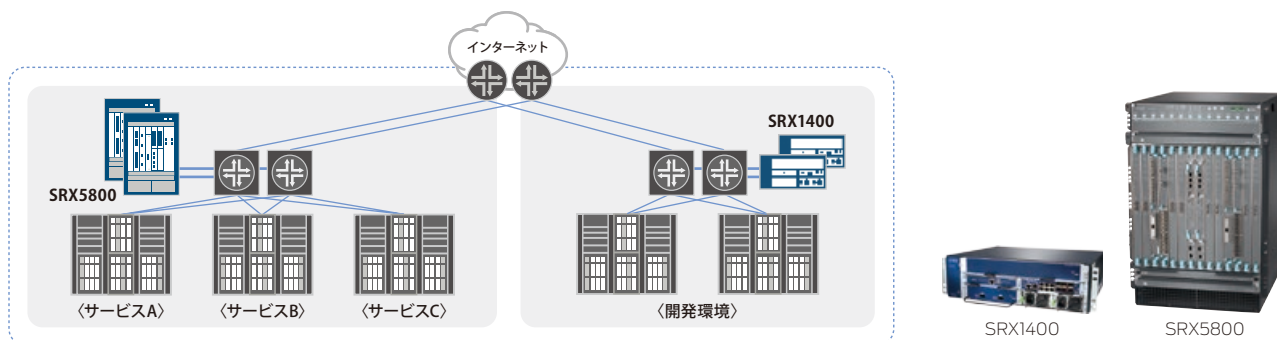 インターネット
SRX1400
SRX5800
〈サービスA〉
〈サービスB〉
〈サービスC〉
〈開発環境〉
SRX1400
SRX5800